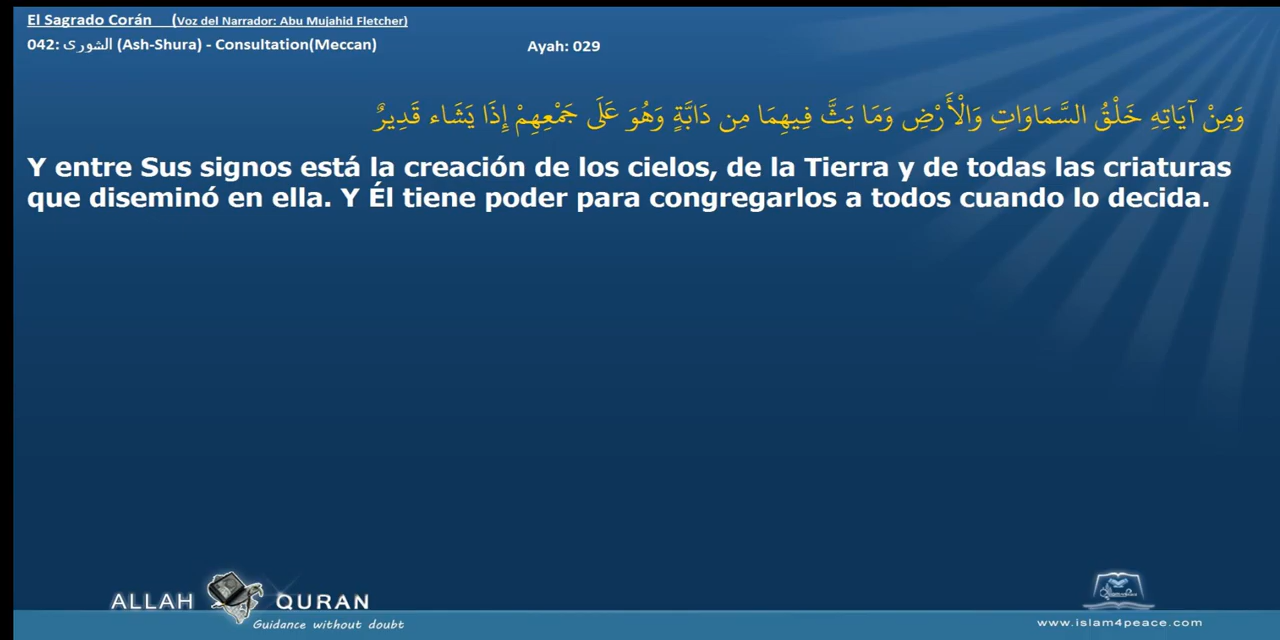 El Sagrado Corán (Voz del Narrador: Abu Mujahid Fletcher)
042: الشورى (Ash-Shura) - Consultation(Meccan) Ayah: 029
وَمِنْ آيَاتِهِ خَلْقُ السَّمَاوَاتِ وَالْأَرْضِ وَمَا بَثَّ فِيهِمَا مِن دَابَّةٍ وَهُوَ عَلَى جَمْعِهِمْ إِذَا يَشَاء قَدِيرٌ
Y entre Sus signos está la creación de los cielos, de la Tierra y de todas las criaturas
que diseminó en ella. Y Él tiene poder para congregarlos a todos cuando lo decida.
ALLAH QURAN
Guidance without doubt
www.islam4peace.com